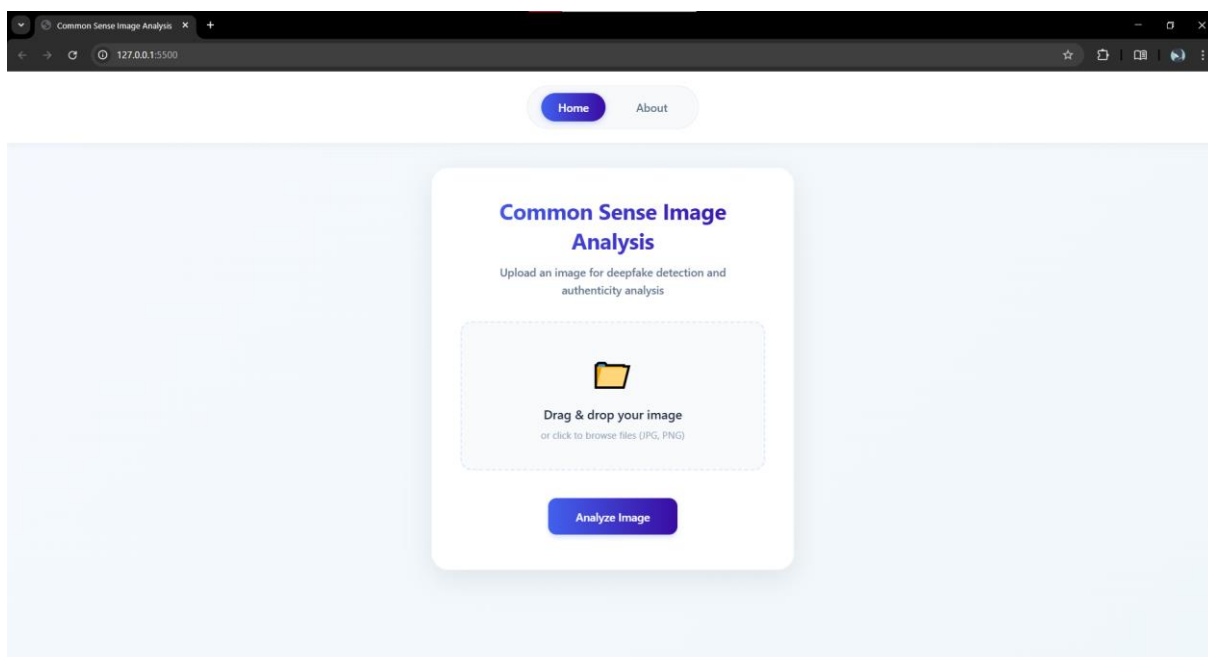 Common Sense Image Analysis
127.0.0.1:5500
Home
About
Common Sense Image
Analysis
Upload an image for deepfake detection and
authenticity analysis
Drag & drop your image
or click to browse files (JPG, PNG)
Analyze Image